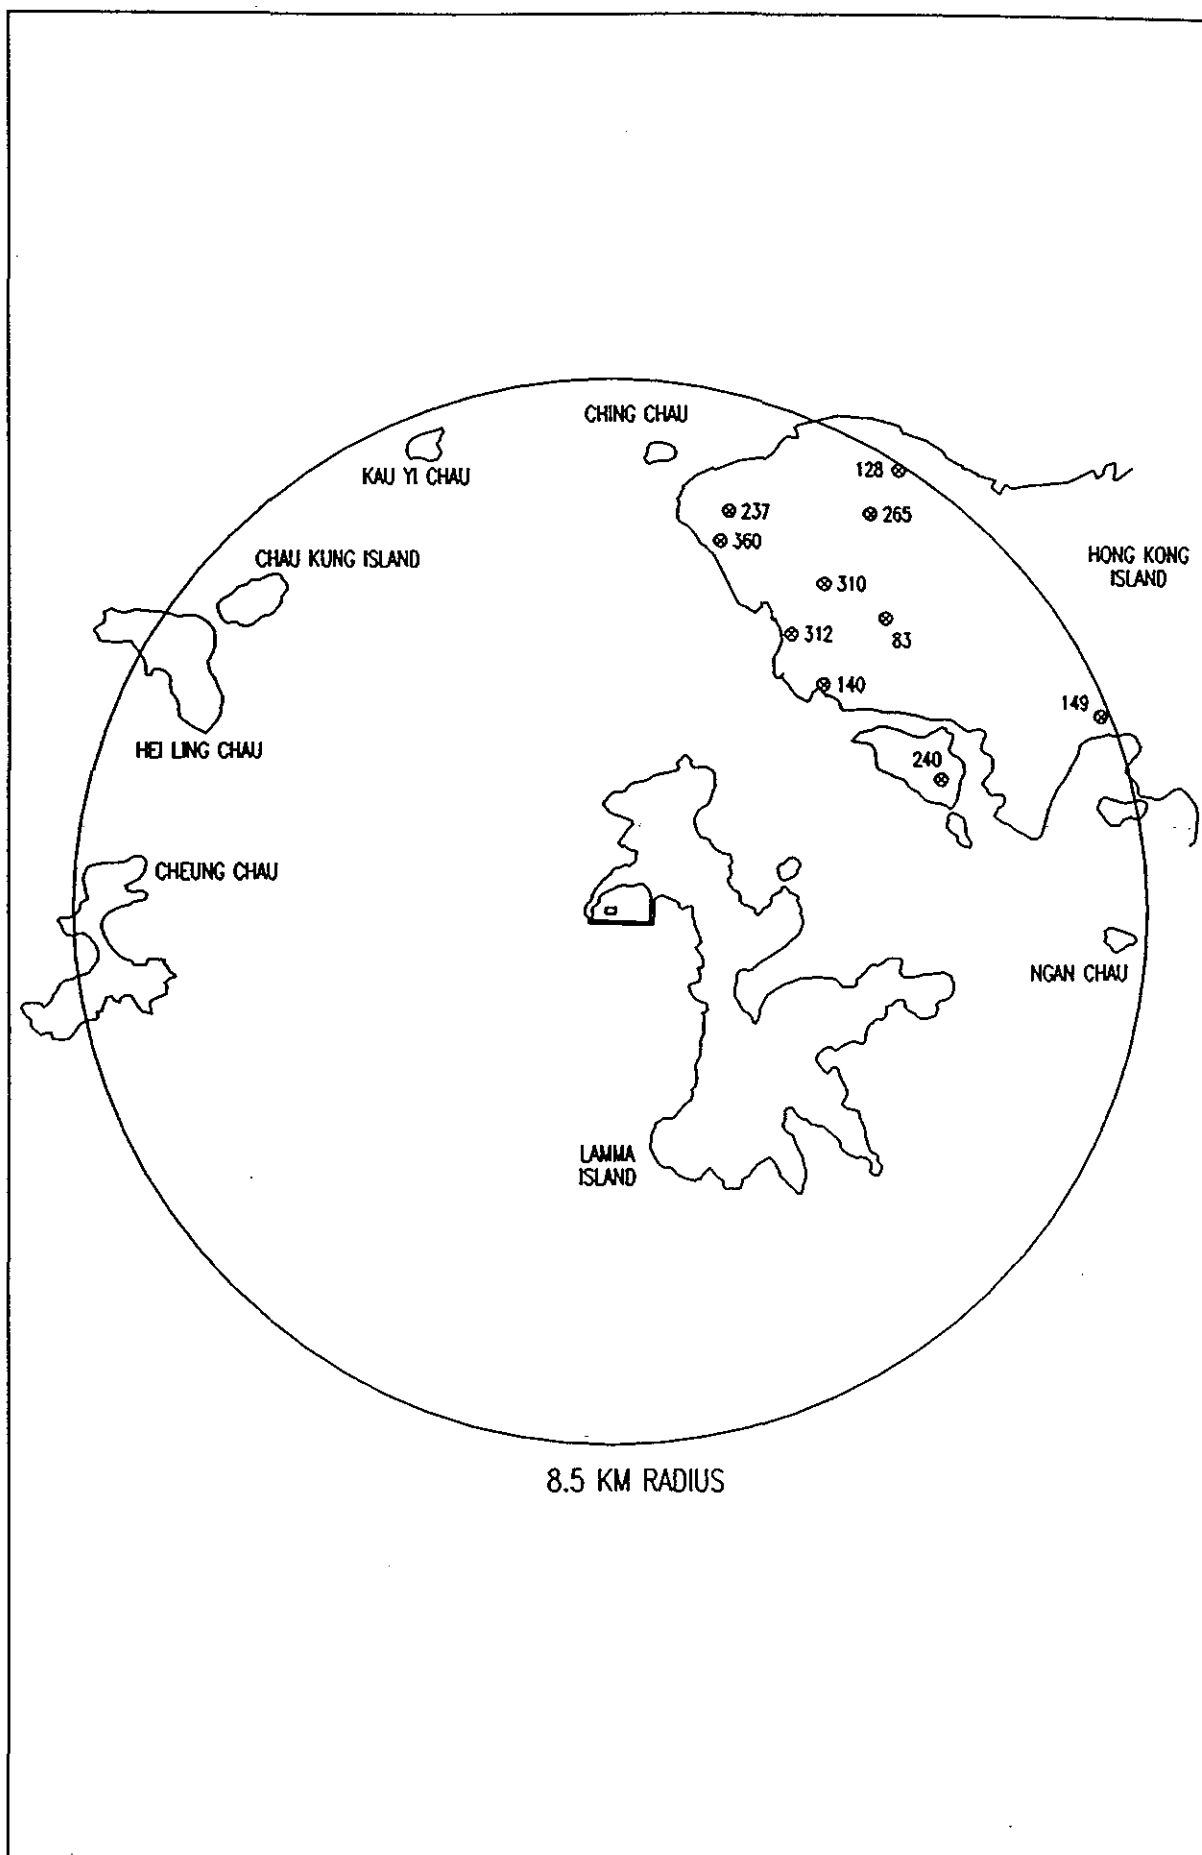 CHING CHAU
KAU YI CHAU
128
237
265
360
CHAU KUNG ISLAND
HONG KONG
ISLAND
310
312
83
140
149
HEI LING CHAU
240
CHEUNG CHAU
NGAN CHAU
LAMMA
ISLAND
8.5 KM RADIUS